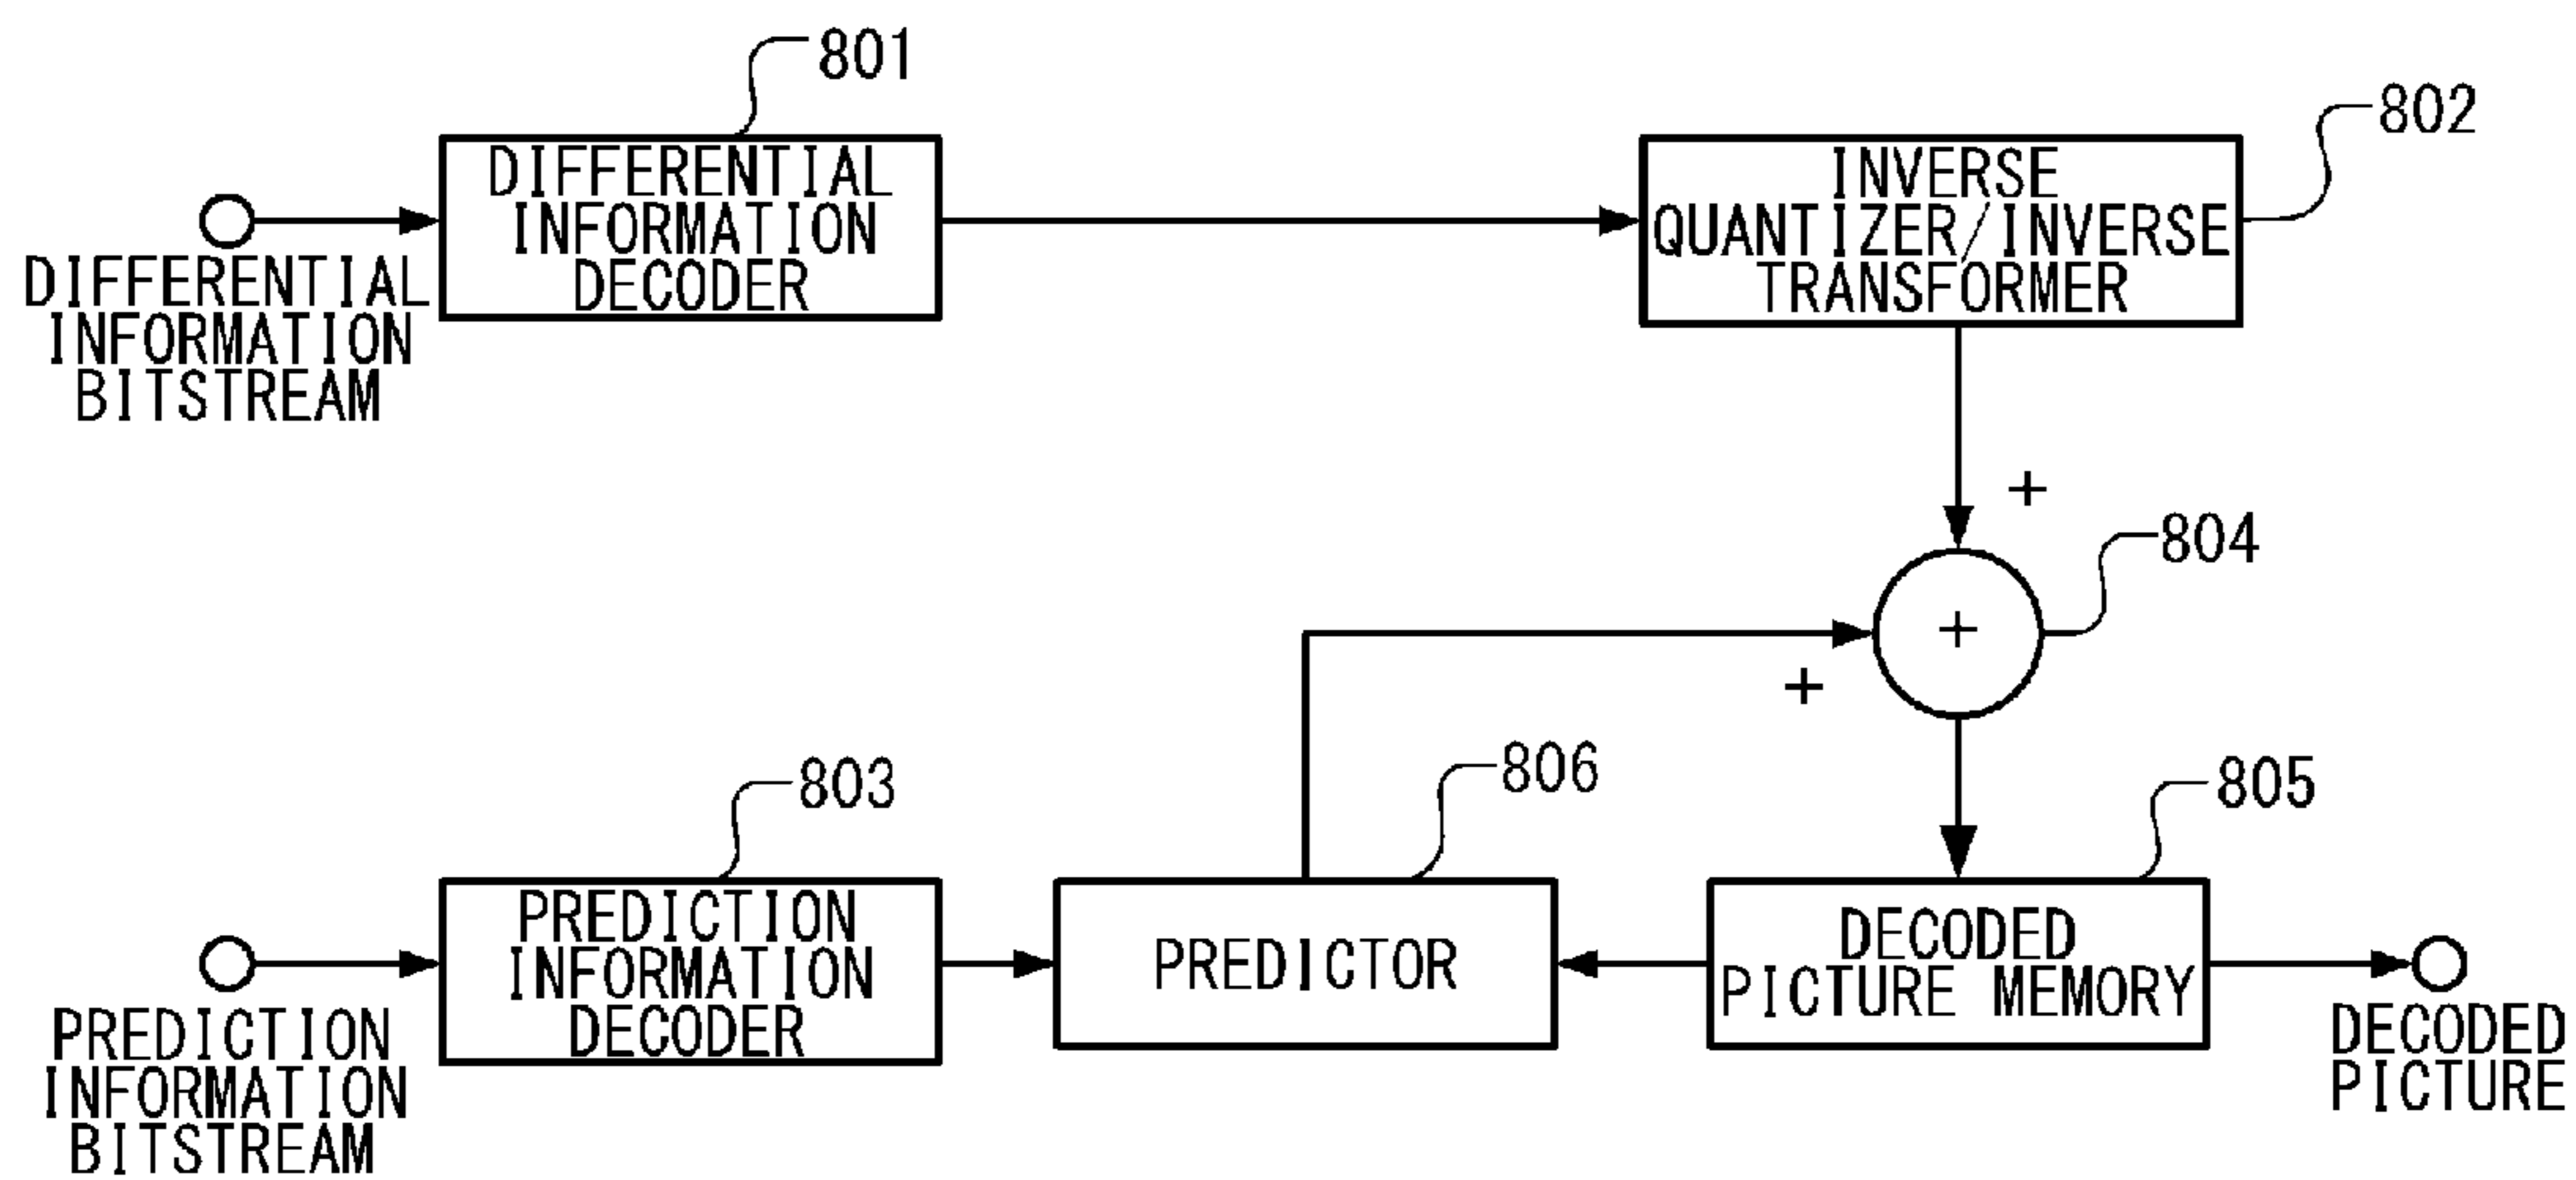 801
802
DIFFERENTIAL
INFORMATION
DECODER
INVERSE
QUANTIZER/INVERSE
TRANSFORMER
DIFFERENTIAL
INFORMATION
BITSTREAM
+
804
+
+
803
806
805
PREDICTION
INFORMATION
DECODER
PREDICTOR
DECODED
PICTURE MEMORY
PREDICTION
INFORMATION
BITSTREAM
DECODED
PICTURE